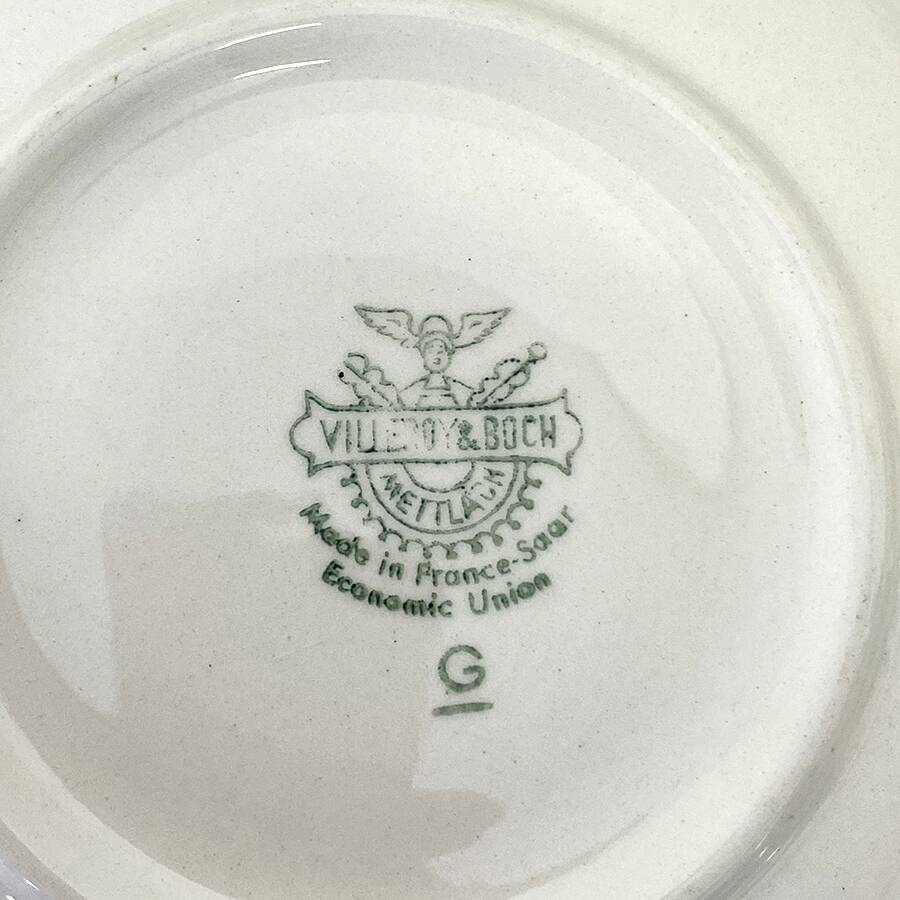 VILLEROY & BOCH
METTLACH
Made in France-Saar
Economic Union
G